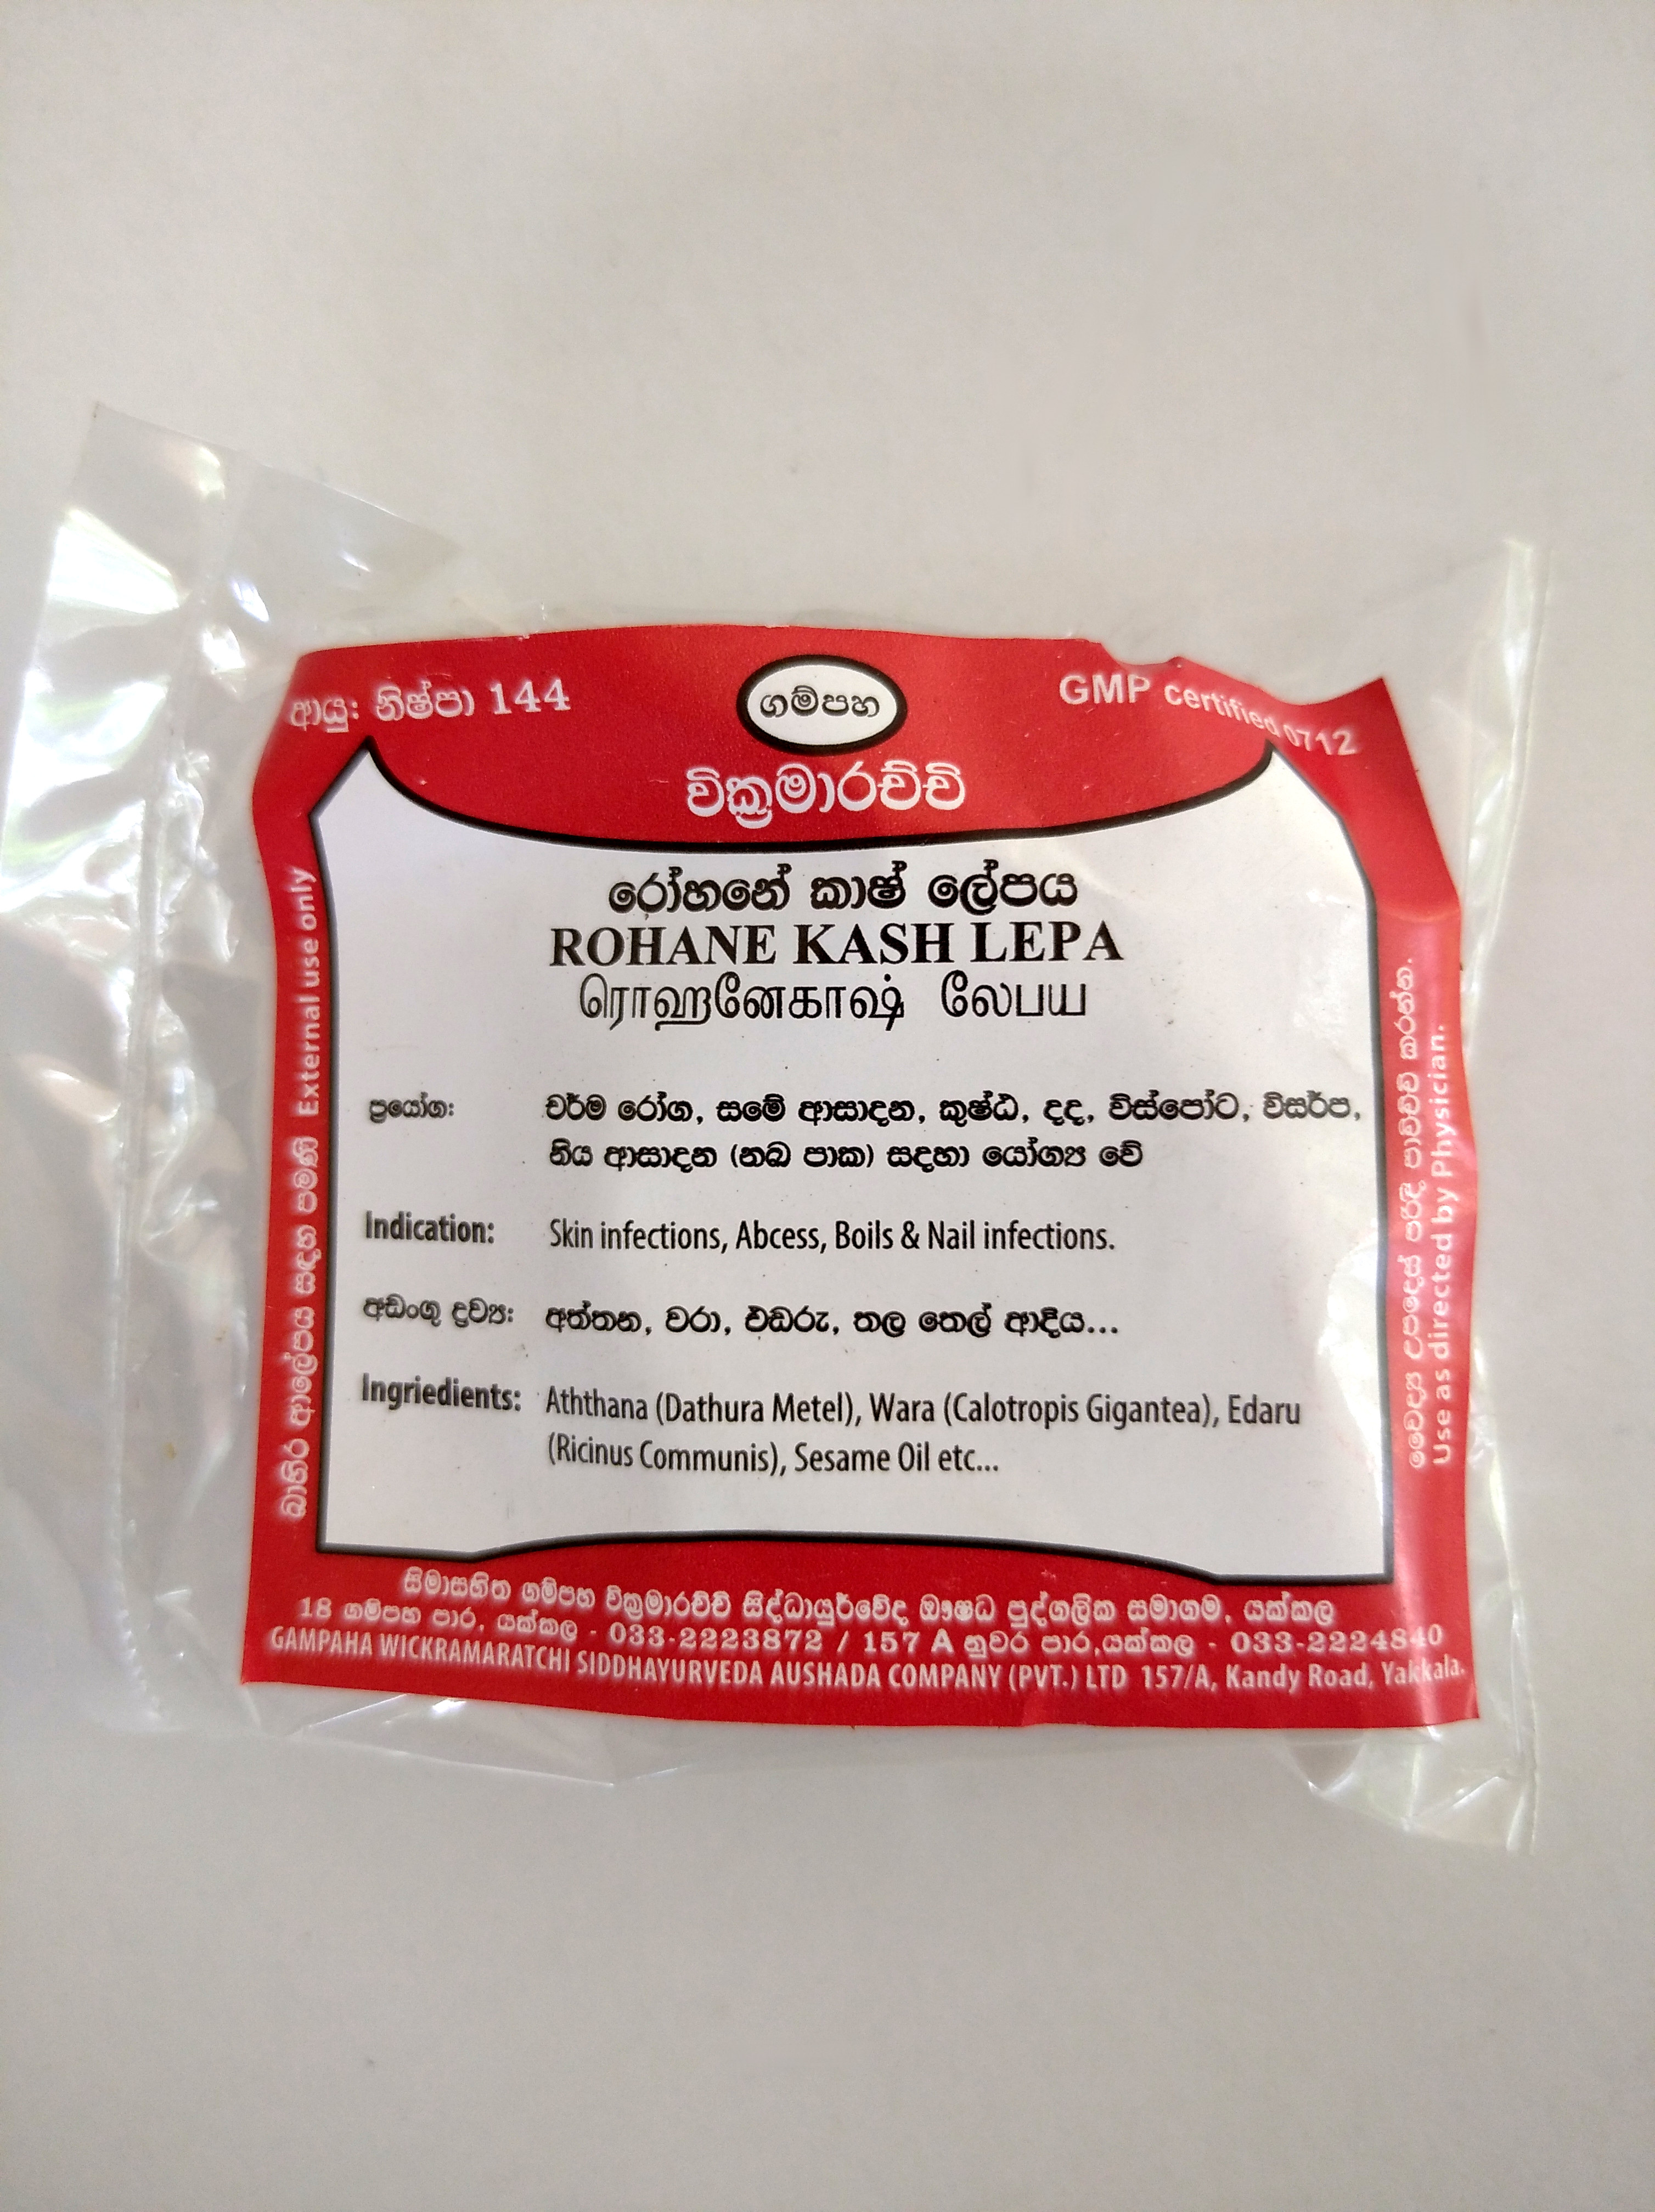 ආයු: නිෂ්පා 144
ගම්පහ
GMP certified 0712
වික්‍රමාරච්චි
රෝහනේ කාෂ් ලේපය
ROHANE KASH LEPA
ரொஹனேகாஷ் லேபய
ප්‍රයෝග: චර්ම රෝග, සමේ ආසාදන, කුෂ්ඨ, දද, විස්පෝට, විසර්ප,
නිය ආසාදන (නඛ පාක) සදහා යෝග්‍ය වේ
Indication: Skin infections, Abcess, Boils & Nail infections.
අඩංගු ද්‍රව්‍ය: අත්තන, වරා, එඩරු, තල තෙල් ආදිය...
Ingriedients: Aththana (Dathura Metel), Wara (Calotropis Gigantea), Edaru
(Ricinus Communis), Sesame Oil etc...
බාහිර ආලේපය සදහා පමණි External use only
වෛද්‍ය උපදෙස් පරිදි පාවිච්චි කරන්න.
Use as directed by Physician.
සීමාසහිත ගම්පහ වික්‍රමාරච්චි සිද්ධායුර්වේද ඖෂධ පුද්ගලික සමාගම, යක්කල
18 ගම්පහ පාර, යක්කල - 033-2223872 / 157 A නුවර පාර,යක්කල - 033-2224840
GAMPAHA WICKRAMARATCHI SIDDHAYURVEDA AUSHADA COMPANY (PVT.) LTD 157/A, Kandy Road, Yakkala.